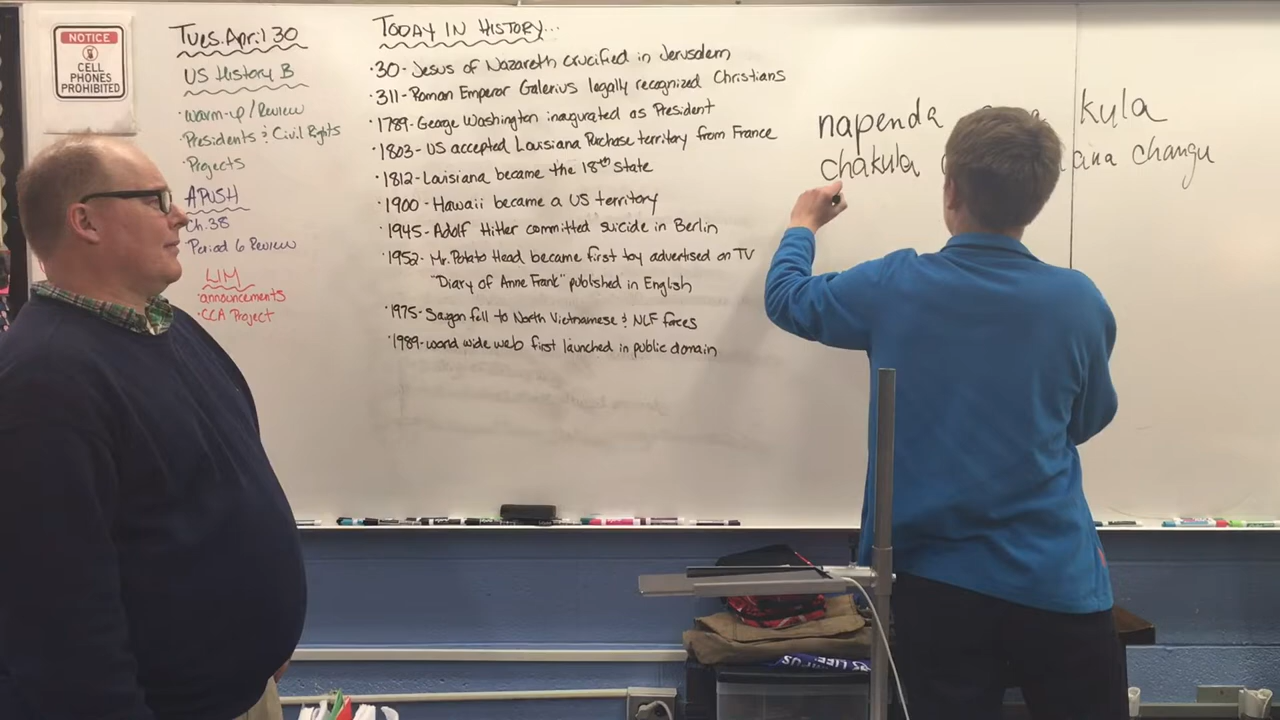 NOTICE
CELL
PHONES
PROHIBITED
Tues. April 30
US History B
·warm-up/Review
·Presidents & Civil Rights
·Projects
APUSH
Ch. 38
Period 6 Review
LIM
·announcements
·CCA Project
TODAY IN HISTORY...
·30-Jesus of Nazareth crucified in Jerusalem
·311-Roman Emperor Galerius legally recognized Christians
·1789-George Washington inaugurated as President
·1803-US accepted Louisiana Purchase territory from France
·1812-Louisiana became the 18th state
·1900-Hawaii became a US territory
·1945-Adolf Hitler committed suicide in Berlin
·1952-Mr. Potato Head became first toy advertised on TV
"Diary of Anne Frank" published in English
·1975-Saigon fell to North Vietnamese & NLF forces
·1989-world wide web first launched in public domain
napenda kula
chakula changu